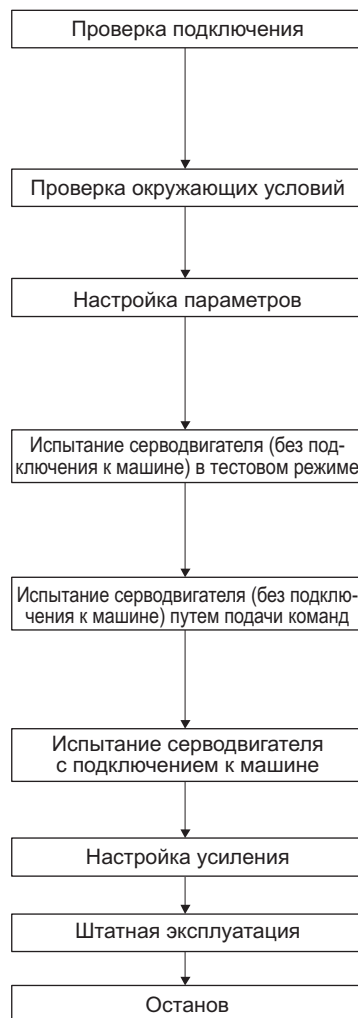 Проверка подключения
Проверка окружающих условий
Настройка параметров
Испытание серводвигателя (без под-
ключения к машине) в тестовом режиме
Испытание серводвигателя (без подклю-
чения к машине) путем подачи команд
Испытание серводвигателя
с подключением к машине
Настройка усиления
Штатная эксплуатация
Останов